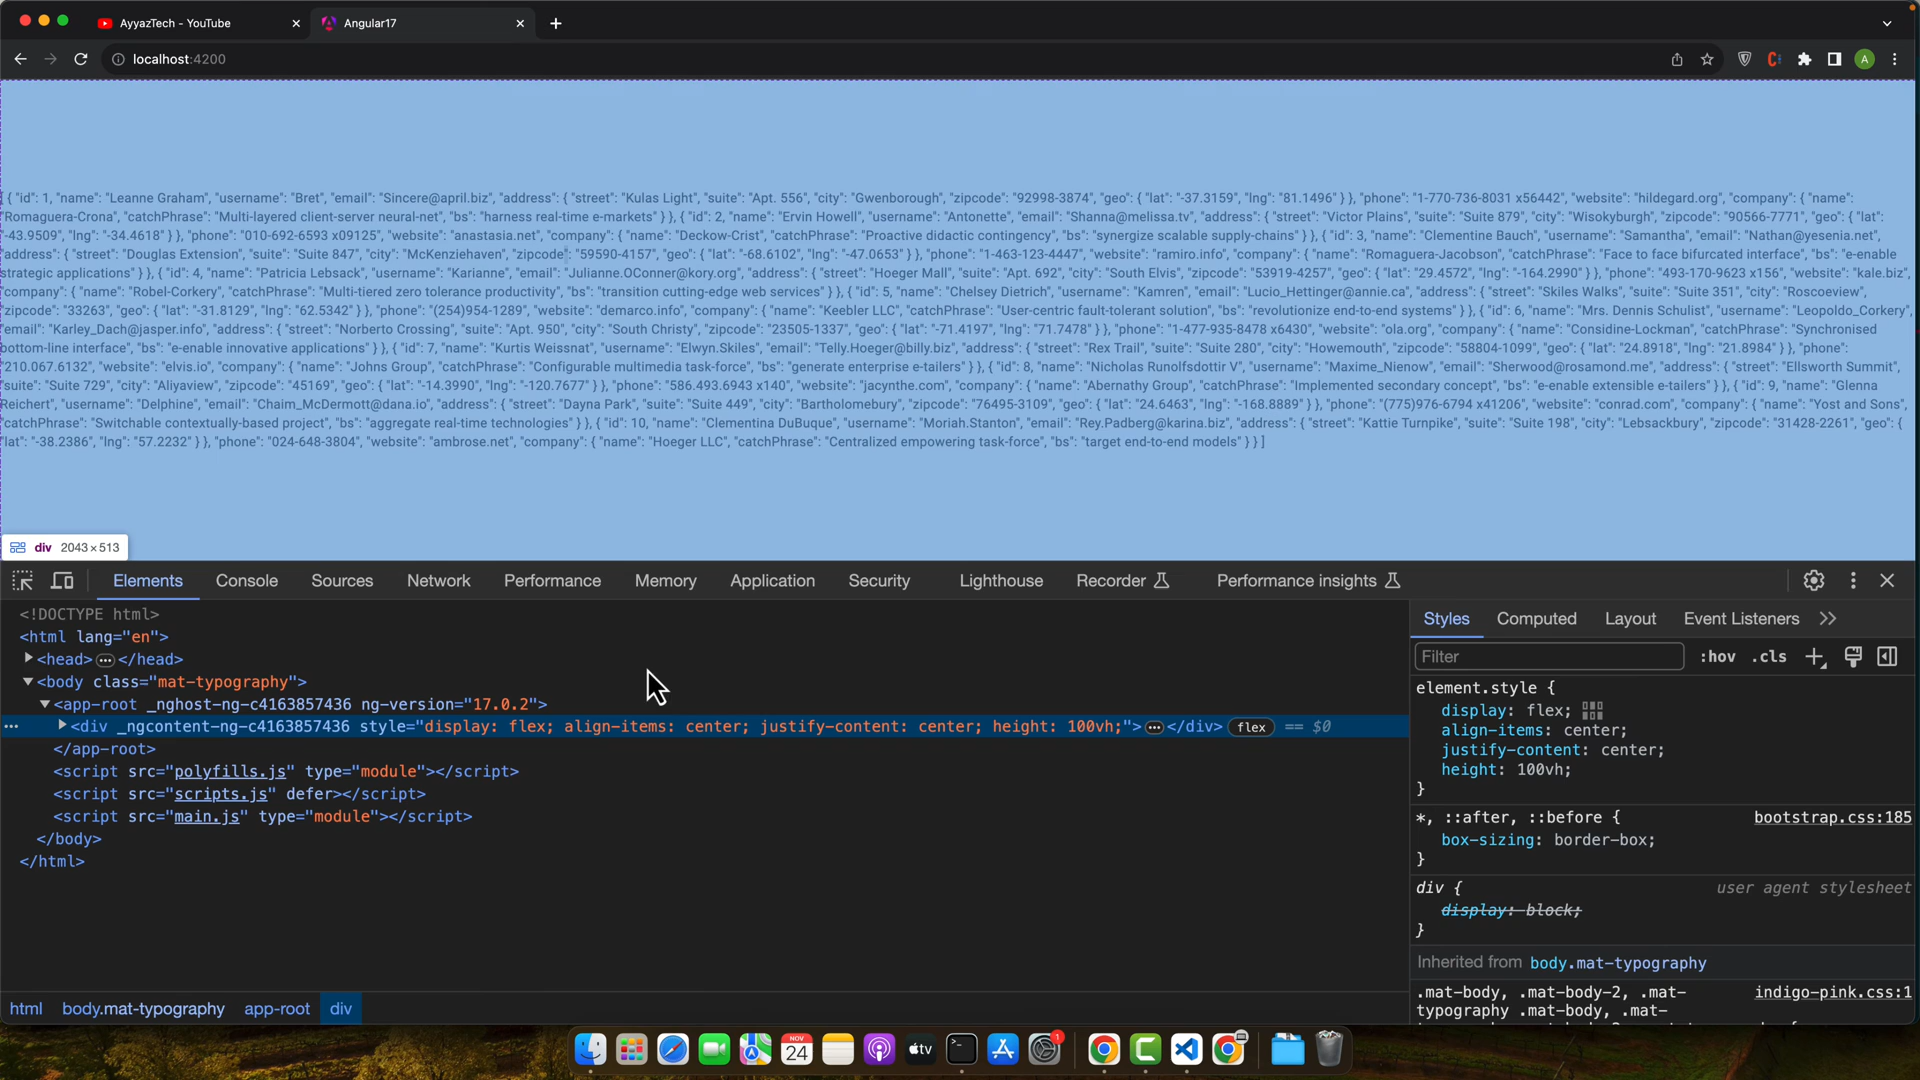 AyyazTech - YouTube
Angular17
localhost:4200
A
{ "id": 1, "name": "Leanne Graham", "username": "Bret", "email": "Sincere@april.biz", "address": { "street": "Kulas Light", "suite": "Apt. 556", "city": "Gwenborough", "zipcode": "92998-3874", "geo": { "lat": "-37.3159", "lng": "81.1496" } }, "phone": "1-770-736-8031 x56442", "website": "hildegard.org", "company": { "name":
"Romaguera-Crona", "catchPhrase": "Multi-layered client-server neural-net", "bs": "harness real-time e-markets" } }, { "id": 2, "name": "Ervin Howell", "username": "Antonette", "email": "Shanna@melissa.tv", "address": { "street": "Victor Plains", "suite": "Suite 879", "city": "Wisokyburgh", "zipcode": "90566-7771", "geo": { "lat":
-43.9509", "lng": "-34.4618" } }, "phone": "010-692-6593 x09125", "website": "anastasia.net", "company": { "name": "Deckow-Crist", "catchPhrase": "Proactive didactic contingency", "bs": "synergize scalable supply-chains" } }, { "id": 3, "name": "Clementine Bauch", "username": "Samantha", "email": "Nathan@yesenia.net",
address": { "street": "Douglas Extension", "suite": "Suite 847", "city": "McKenziehaven", "zipcode": "59590-4157", "geo": { "lat": "-68.6102", "lng": "-47.0653" } }, "phone": "1-463-123-4447", "website": "ramiro.info", "company": { "name": "Romaguera-Jacobson", "catchPhrase": "Face to face bifurcated interface", "bs": "e-enable
strategic applications" } }, { "id": 4, "name": "Patricia Lebsack", "username": "Karianne", "email": "Julianne.OConner@kory.org", "address": { "street": "Hoeger Mall", "suite": "Apt. 692", "city": "South Elvis", "zipcode": "53919-4257", "geo": { "lat": "29.4572", "lng": "-164.2990" } }, "phone": "493-170-9623 x156", "website": "kale.biz",
company": { "name": "Robel-Corkery", "catchPhrase": "Multi-tiered zero tolerance productivity", "bs": "transition cutting-edge web services" } }, { "id": 5, "name": "Chelsey Dietrich", "username": "Kamren", "email": "Lucio_Hettinger@annie.ca", "address": { "street": "Skiles Walks", "suite": "Suite 351", "city": "Roscoeview",
zipcode": "33263", "geo": { "lat": "-31.8129", "lng": "62.5342" } }, "phone": "(254)954-1289", "website": "demarco.info", "company": { "name": "Keebler LLC", "catchPhrase": "User-centric fault-tolerant solution", "bs": "revolutionize end-to-end systems" } }, { "id": 6, "name": "Mrs. Dennis Schulist", "username": "Leopoldo_Corkery",
email": "Karley_Dach@jasper.info", "address": { "street": "Norberto Crossing", "suite": "Apt. 950", "city": "South Christy", "zipcode": "23505-1337", "geo": { "lat": "-71.4197", "lng": "71.7478" } }, "phone": "1-477-935-8478 x6430", "website": "ola.org", "company": { "name": "Considine-Lockman", "catchPhrase": "Synchronised
bottom-line interface", "bs": "e-enable innovative applications" } }, { "id": 7, "name": "Kurtis Weissnat", "username": "Elwyn.Skiles", "email": "Telly.Hoeger@billy.biz", "address": { "street": "Rex Trail", "suite": "Suite 280", "city": "Howemouth", "zipcode": "58804-1099", "geo": { "lat": "24.8918", "lng": "21.8984" } }, "phone":
210.067.6132", "website": "elvis.io", "company": { "name": "Johns Group", "catchPhrase": "Configurable multimedia task-force", "bs": "generate enterprise e-tailers" } }, { "id": 8, "name": "Nicholas Runolfsdottir V", "username": "Maxime_Nienow", "email": "Sherwood@rosamond.me", "address": { "street": "Ellsworth Summit",
suite": "Suite 729", "city": "Aliyaview", "zipcode": "45169", "geo": { "lat": "-14.3990", "lng": "-120.7677" } }, "phone": "586.493.6943 x140", "website": "jacynthe.com", "company": { "name": "Abernathy Group", "catchPhrase": "Implemented secondary concept", "bs": "e-enable extensible e-tailers" } }, { "id": 9, "name": "Glenna
Reichert", "username": "Delphine", "email": "Chaim_McDermott@dana.io", "address": { "street": "Dayna Park", "suite": "Suite 449", "city": "Bartholomebury", "zipcode": "76495-3109", "geo": { "lat": "24.6463", "lng": "-168.8889" } }, "phone": "(775)976-6794 x41206", "website": "conrad.com", "company": { "name": "Yost and Sons",
catchPhrase": "Switchable contextually-based project", "bs": "aggregate real-time technologies" } }, { "id": 10, "name": "Clementina DuBuque", "username": "Moriah.Stanton", "email": "Rey.Padberg@karina.biz", "address": { "street": "Kattie Turnpike", "suite": "Suite 198", "city": "Lebsackbury", "zipcode": "31428-2261", "geo": {
lat": "-38.2386", "lng": "57.2232" } }, "phone": "024-648-3804", "website": "ambrose.net", "company": { "name": "Hoeger LLC", "catchPhrase": "Centralized empowering task-force", "bs": "target end-to-end models" } } ]
div 2043×513
Elements Console Sources Network Performance Memory Application Security Lighthouse Recorder Performance insights
<!DOCTYPE html>
<html lang="en">
<head>…</head>
<body class="mat-typography">
<app-root _nghost-ng-c4163857436 ng-version="17.0.2">
<div _ngcontent-ng-c4163857436 style="display: flex; align-items: center; justify-content: center; height: 100vh;">…</div> flex == $0
</app-root>
<script src="polyfills.js" type="module"></script>
<script src="scripts.js" defer></script>
<script src="main.js" type="module"></script>
</body>
</html>
html body.mat-typography app-root div
Styles Computed Layout Event Listeners
Filter :hov .cls
element.style {
display: flex;
align-items: center;
justify-content: center;
height: 100vh;
}
*, ::after, ::before { bootstrap.css:185
box-sizing: border-box;
}
div { user agent stylesheet
display: block;
}
Inherited from body.mat-typography
.mat-body, .mat-body-2, .mat- indigo-pink.css:1
typography .mat-body, .mat-
NOV
24
tv
1